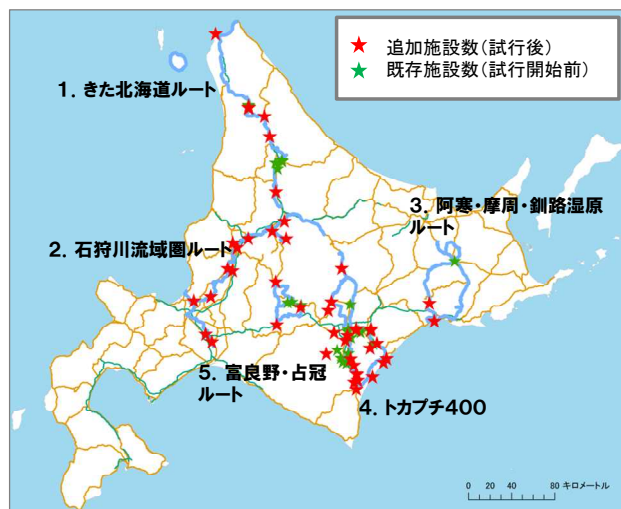 ★ 追加施設数(試行後)
★ 既存施設数(試行開始前)
1. きた北海道ルート
3. 阿寒・摩周・釧路湿原
ルート
2. 石狩川流域圏ルート
5. 富良野・占冠
ルート
4. トカプチ400
0 20 40 80 キロメートル